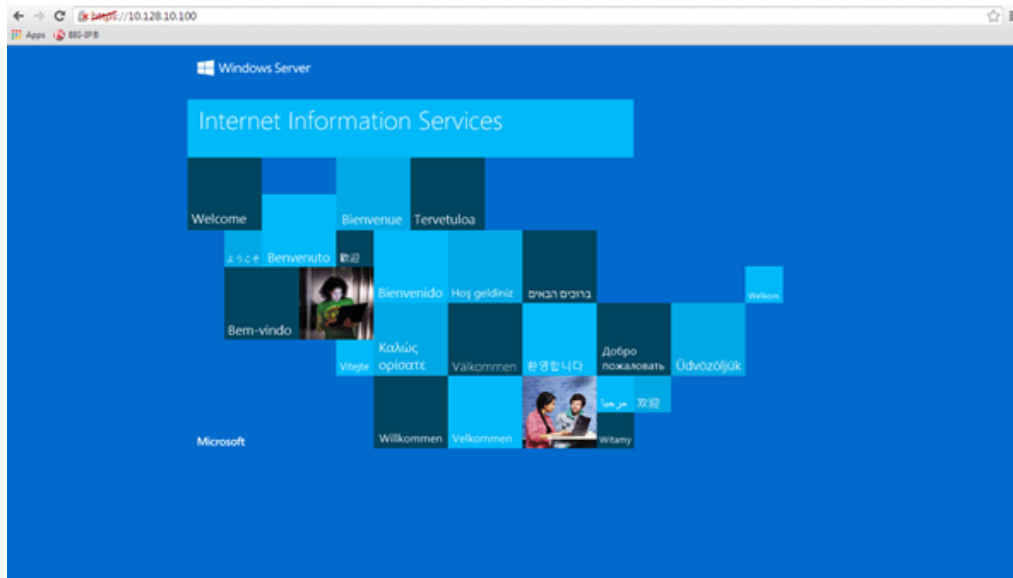 https://10.128.10.100
Apps BIG-IP®
Windows Server
Internet Information Services
Welcome
Bienvenue
Tervetuloa
ようこそ
Benvenuto
歡迎
Bienvenido
Hoş geldiniz
ברוכים הבאים
Welkom
Bem-vindo
Vítejte
Καλώς
ορίσατε
Välkommen
환영합니다
Добро
пожаловать
Üdvözöljük
Microsoft
Willkommen
Velkommen
مرحبا
欢迎
Witamy